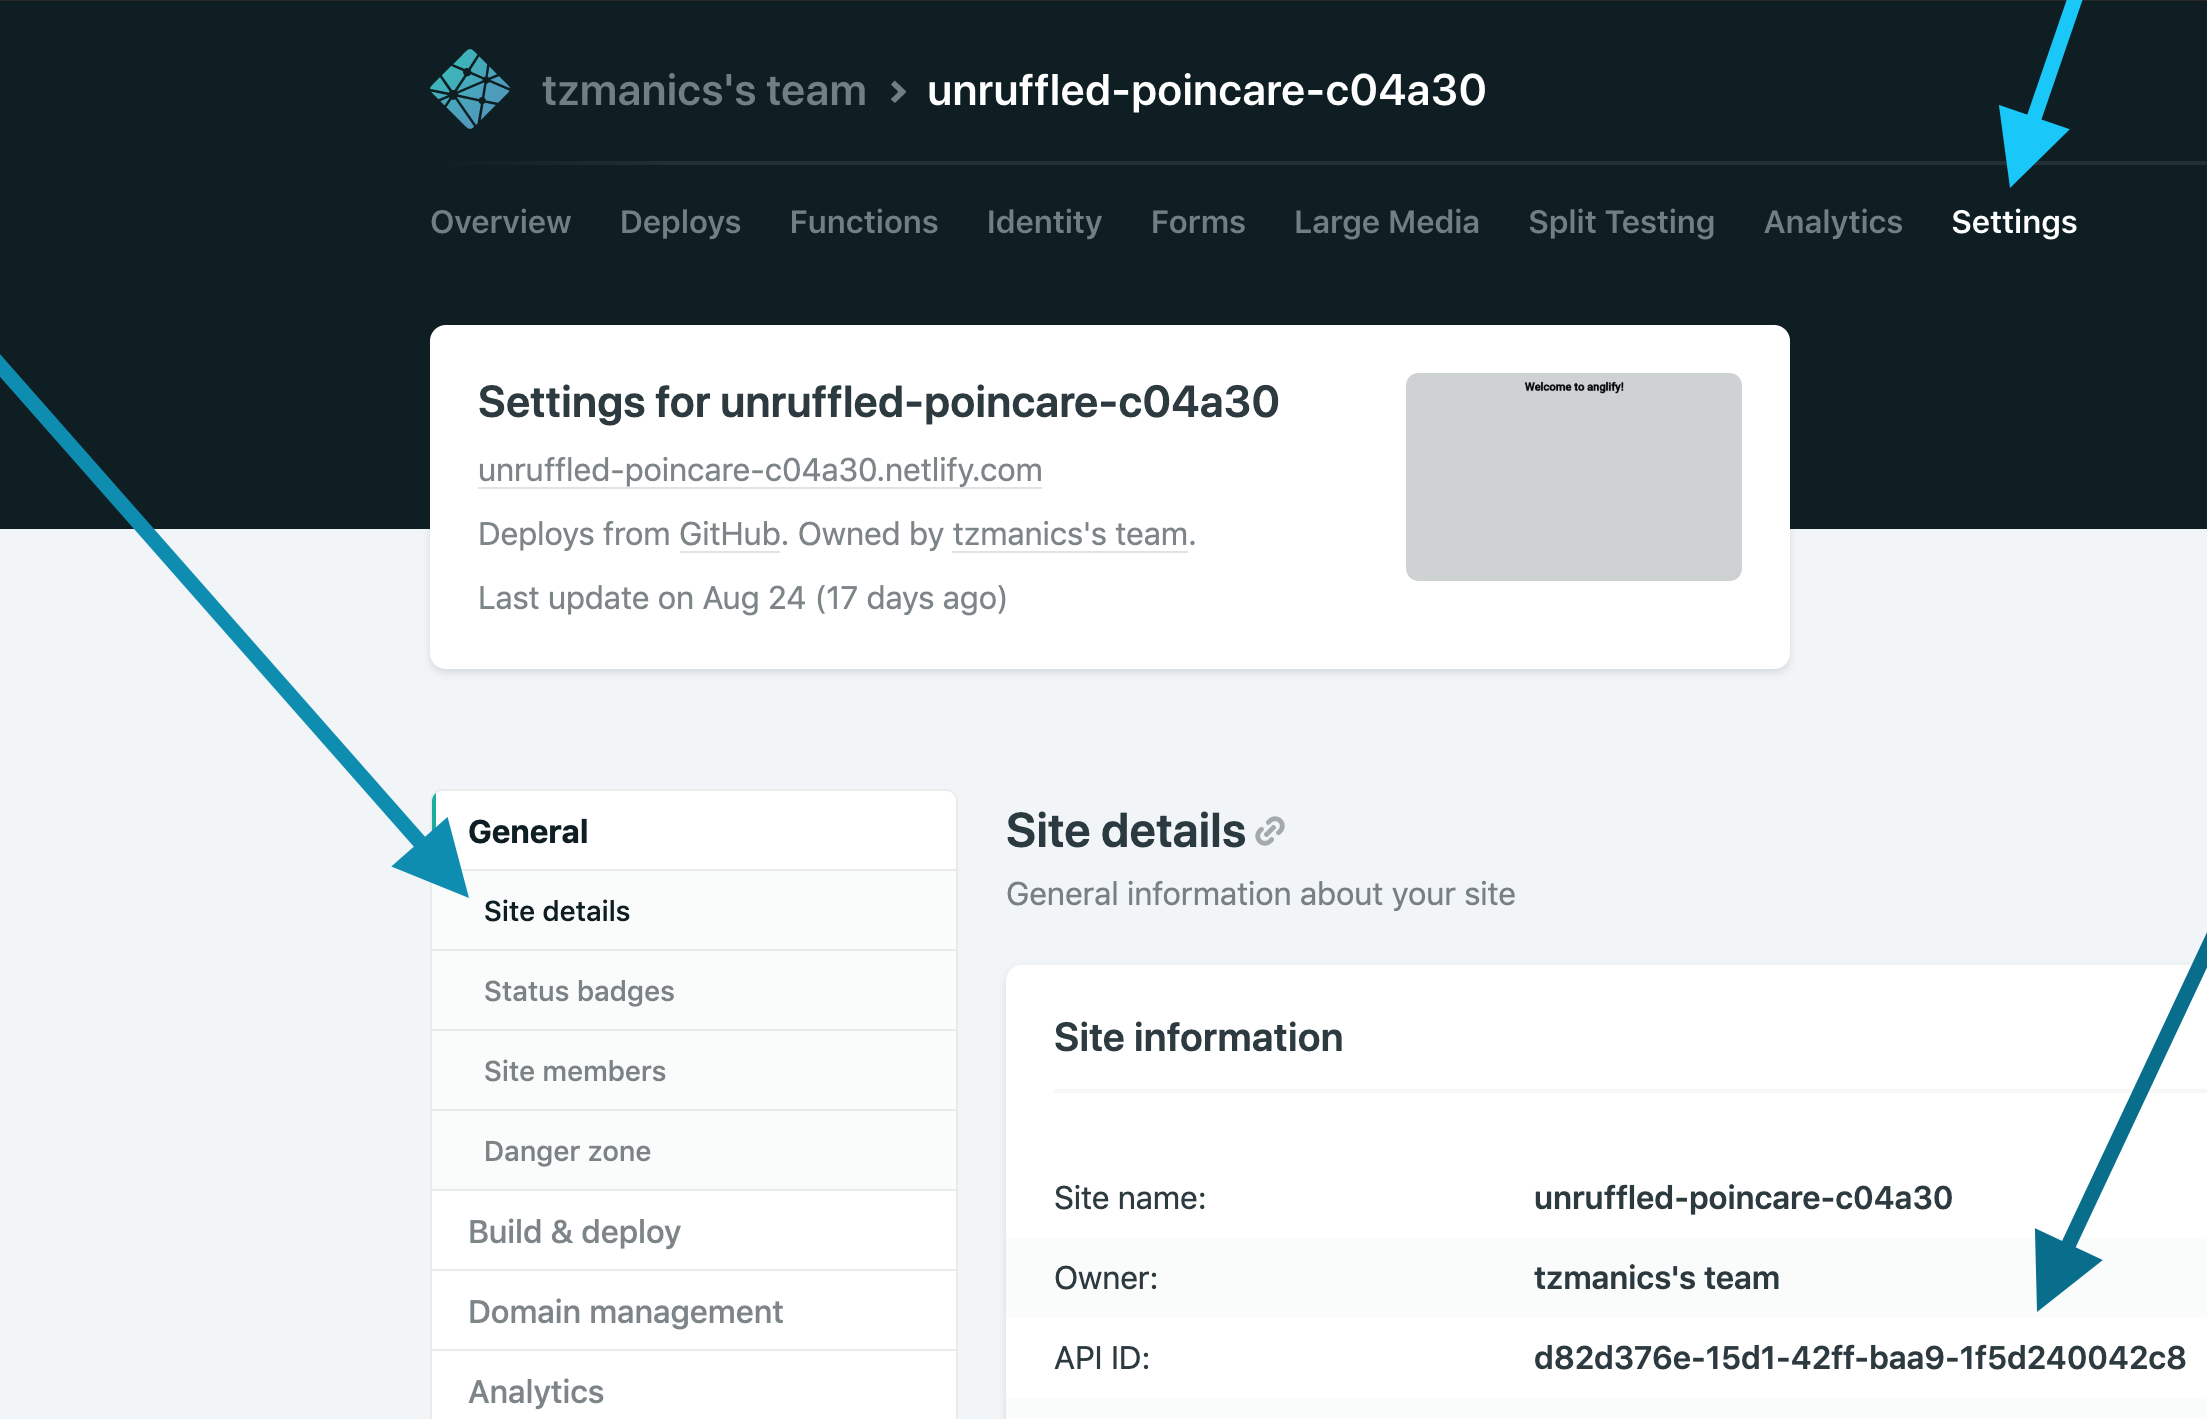 tzmanics's team > unruffled-poincare-c04a30
Overview Deploys Functions Identity Forms Large Media Split Testing Analytics Settings
Settings for unruffled-poincare-c04a30
Welcome to anglify!
unruffled-poincare-c04a30.netlify.com
Deploys from GitHub. Owned by tzmanics's team.
Last update on Aug 24 (17 days ago)
General
Site details
Status badges
Site members
Danger zone
Build & deploy
Domain management
Analytics
Site details
General information about your site
Site information
Site name: unruffled-poincare-c04a30
Owner: tzmanics's team
API ID: d82d376e-15d1-42ff-baa9-1f5d240042c8